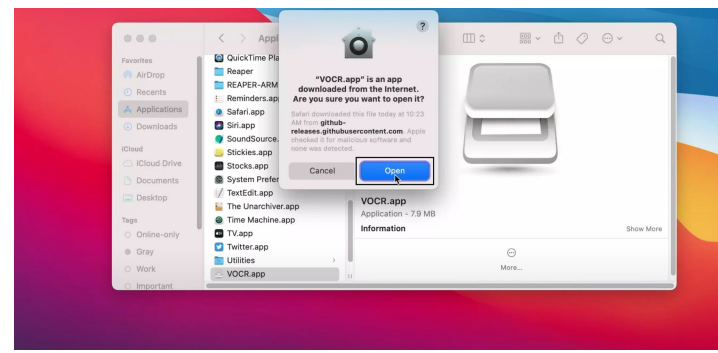 Appl
Favorites
AirDrop
Recents
Applications
Downloads
iCloud
iCloud Drive
Documents
Desktop
Tags
Online-only
Gray
Work
Important
QuickTime Pla
Reaper
REAPER-ARM
Reminders.ap
Safari.app
Siri.app
SoundSource.
Stickies.app
Stocks.app
System Prefer
TextEdit.app
The Unarchiver.app
Time Machine.app
TV.app
Twitter.app
Utilities
VOCR.app
?
“VOCR.app” is an app
downloaded from the Internet.
Are you sure you want to open it?
Safari downloaded this file today at 10:23
AM from github-
releases.githubusercontent.com. Apple
checked it for malicious software and
none was detected.
Cancel
Open
VOCR.app
Application - 7.9 MB
Information
Show More
More...